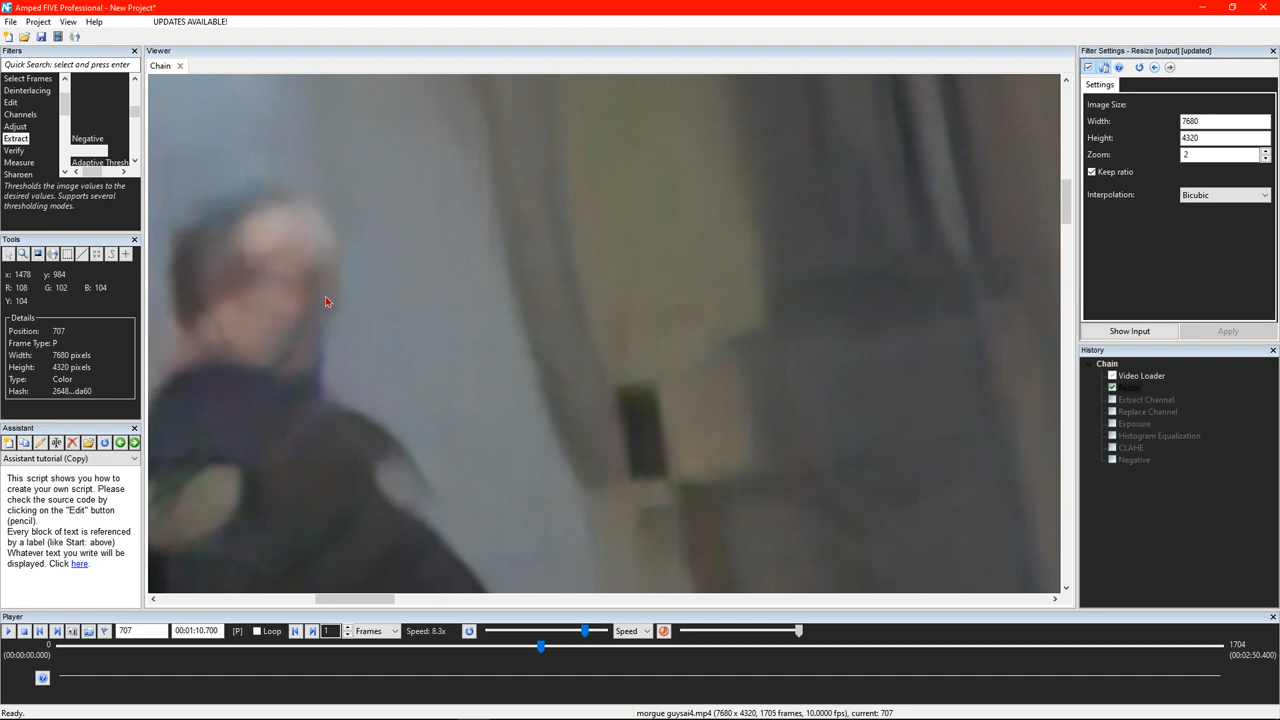 Amped FIVE Professional - New Project*
File Project View Help UPDATES AVAILABLE!
Filters
Quick Search: select and press enter
Select Frames
Deinterlacing
Edit
Channels
Adjust
Extract
Verify
Measure
Sharpen
Negative
Adaptive Thresh
Thresholds the image values to the
desired values. Supports several
thresholding modes.
Tools
x: 1478 y: 984
R: 108 G: 102 B: 104
Y: 104
Details
Position: 707
Frame Type: P
Width: 7680 pixels
Height: 4320 pixels
Type: Color
Hash: 2648...da60
Assistant
Assistant tutorial (Copy)
This script shows you how to
create your own script. Please
check the source code by
clicking on the "Edit" button
(pencil).
Every block of text is referenced
by a label (like Start: above)
Whatever text you write will be
displayed. Click here.
Viewer
Chain
Filter Settings - Resize [output] [updated]
Settings
Image Size:
Width: 7680
Height: 4320
Zoom: 2
Keep ratio
Interpolation: Bicubic
Show Input Apply
History
Chain
Video Loader
Resize
Extract Channel
Replace Channel
Exposure
Histogram Equalization
CLAHE
Negative
Player
707 00:01:10.700 [P] Loop 1 Frames Speed: 8.3x Speed
0 1704
(00:00:00.000) (00:02:50.400)
Ready. morgue guysai4.mp4 (7680 x 4320, 1705 frames, 10.0000 fps), current: 707